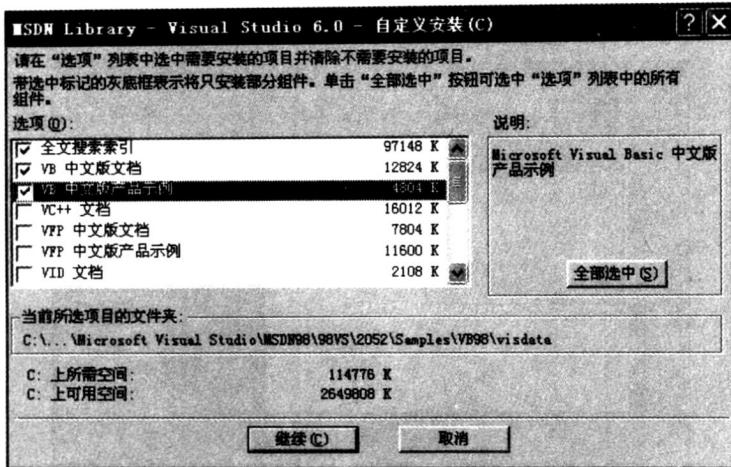 MSDN Library - Visual Studio 6.0 - 自定义安装(C)
请在“选项”列表中选中需要安装的项目并清除不需要安装的项目。
带选中标记的灰底框表示将只安装部分组件。单击“全部选中”按钮可选中“选项”列表中的所有
组件。
选项(O):
全文搜索索引 97148 K
VB 中文版文档 12824 K
VB 中文版产品示例 4804 K
VC++ 文档 16012 K
VFP 中文版文档 7804 K
VFP 中文版产品示例 11600 K
VID 文档 2108 K
说明:
Microsoft Visual Basic 中文版
产品示例
全部选中(S)
当前所选项目的文件夹:
C:\...\Microsoft Visual Studio\MSDN98\98VS\2052\Samples\VB98\visdata
C: 上所需空间: 114776 K
C: 上可用空间: 2649808 K
继续(C) 取消